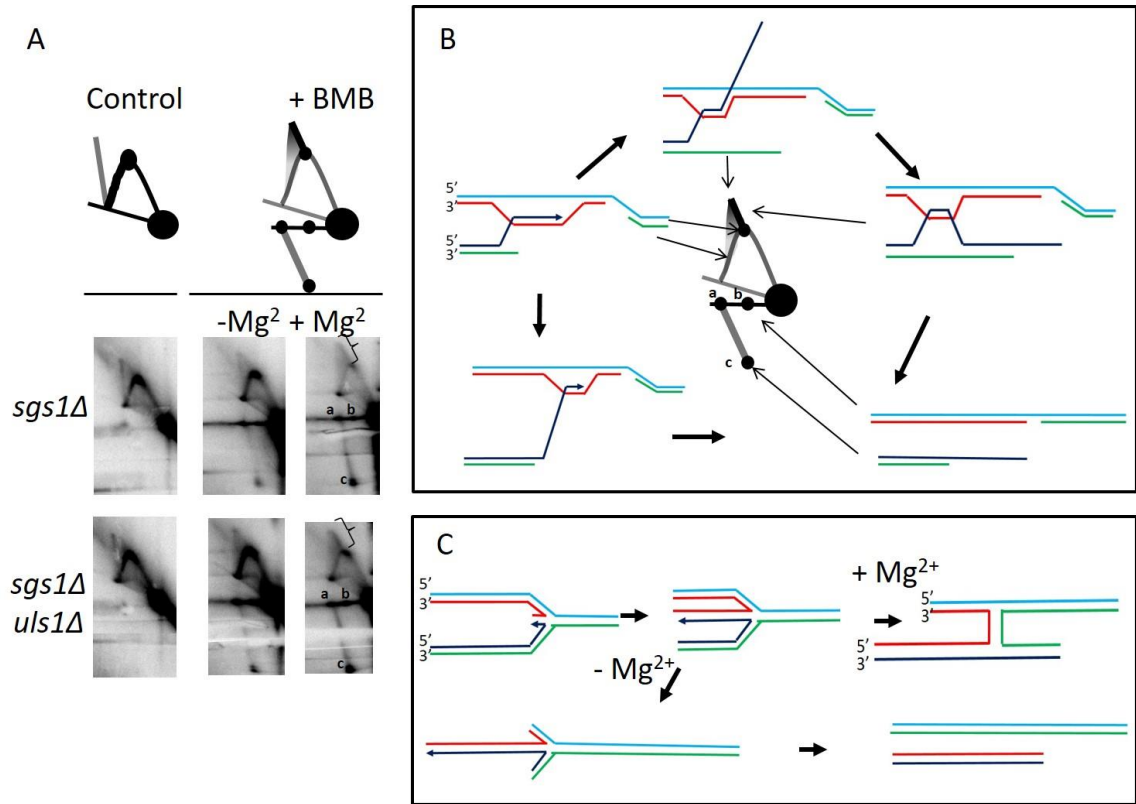 A
Control + BMB
-Mg² + Mg²
sgs1Δ
a b
c
sgs1Δ
uls1Δ
a b
c
B
5'
3'
5'
3'
a b
c
C
5'
3'
5'
3'
- Mg²⁺
+ Mg²⁺
5'
3'
5'
3'